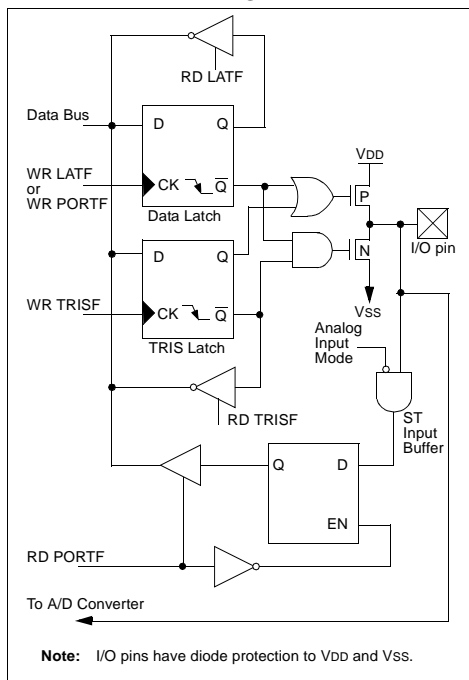 RD LATF
Data Bus
D Q
VDD
WR LATF
or
WR PORTF
CK Q
P
Data Latch
I/O pin
D Q
N
WR TRISF
CK Q
VSS
TRIS Latch
Analog
Input
Mode
RD TRISF
ST
Input
Buffer
Q D
EN
RD PORTF
To A/D Converter
Note: I/O pins have diode protection to VDD and VSS.